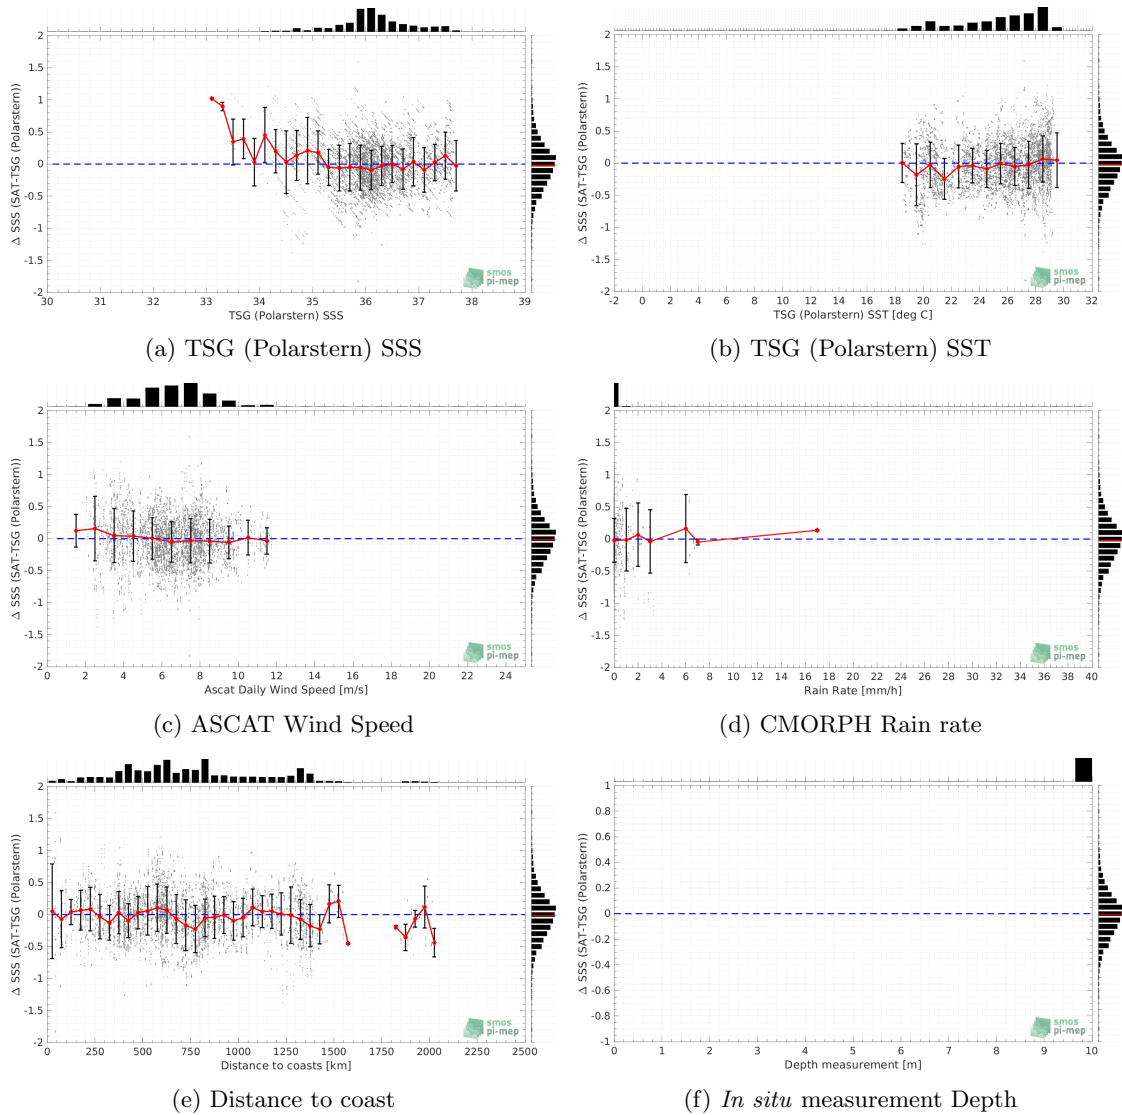 2
1.5
1
0.5
0
-0.5
-1
-1.5
-2
Δ SSS (SAT-TSG (Polarstern))
30 31 32 33 34 35 36 37 38 39
TSG (Polarstern) SSS
smos
pi-mep
(a) TSG (Polarstern) SSS
2
1.5
1
0.5
0
-0.5
-1
-1.5
-2
Δ SSS (SAT-TSG (Polarstern))
-2 0 2 4 6 8 10 12 14 16 18 20 22 24 26 28 30 32
TSG (Polarstern) SST [deg C]
smos
pi-mep
(b) TSG (Polarstern) SST
2
1.5
1
0.5
0
-0.5
-1
-1.5
-2
Δ SSS (SAT-TSG (Polarstern))
0 2 4 6 8 10 12 14 16 18 20 22 24
Ascat Daily Wind Speed [m/s]
smos
pi-mep
(c) ASCAT Wind Speed
2
1.5
1
0.5
0
-0.5
-1
-1.5
-2
Δ SSS (SAT-TSG (Polarstern))
0 2 4 6 8 10 12 14 16 18 20 22 24 26 28 30 32 34 36 38 40
Rain Rate [mm/h]
smos
pi-mep
(d) CMORPH Rain rate
2
1.5
1
0.5
0
-0.5
-1
-1.5
-2
Δ SSS (SAT-TSG (Polarstern))
0 250 500 750 1000 1250 1500 1750 2000 2250 2500
Distance to coasts [km]
smos
pi-mep
(e) Distance to coast
1
0.8
0.6
0.4
0.2
0
-0.2
-0.4
-0.6
-0.8
-1
Δ SSS (SAT-TSG (Polarstern))
0 1 2 3 4 5 6 7 8 9 10
Depth measurement [m]
smos
pi-mep
(f) In situ measurement Depth